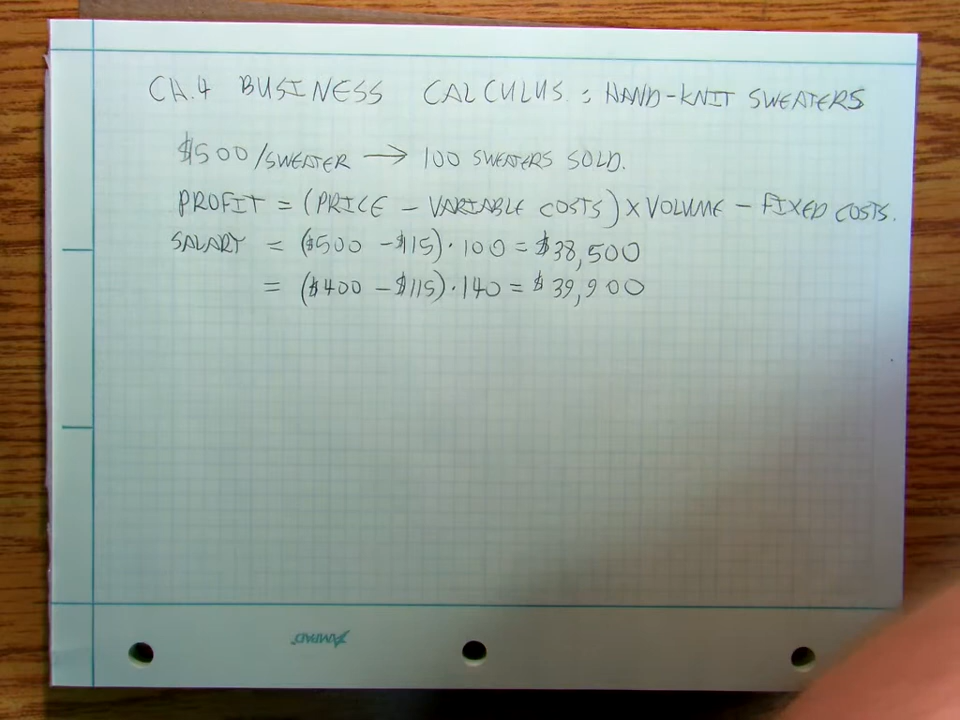 CH.4 BUSINESS CALCULUS : HAND-KNIT SWEATERS
$500/SWEATER → 100 SWEATERS SOLD.
PROFIT = (PRICE - VARIABLE COSTS) × VOLUME - FIXED COSTS.
SALARY = ($500 - $115) · 100 = $38,500
= ($400 - $115) · 140 = $39,900
AMPAD